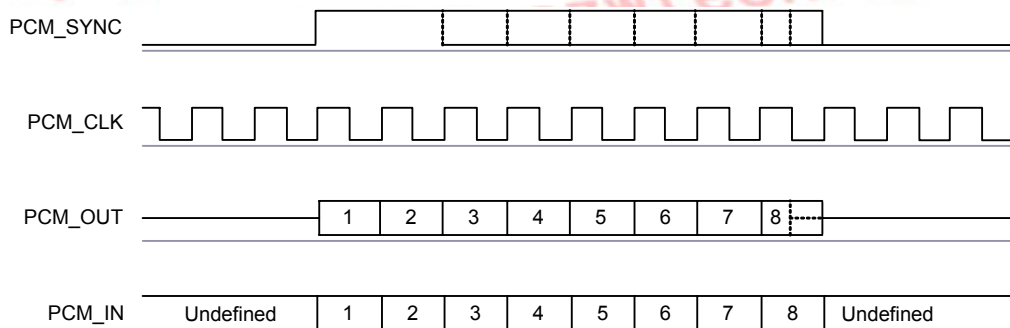 PCM_SYNC
PCM_CLK
PCM_OUT 1 2 3 4 5 6 7 8
PCM_IN Undefined 1 2 3 4 5 6 7 8 Undefined